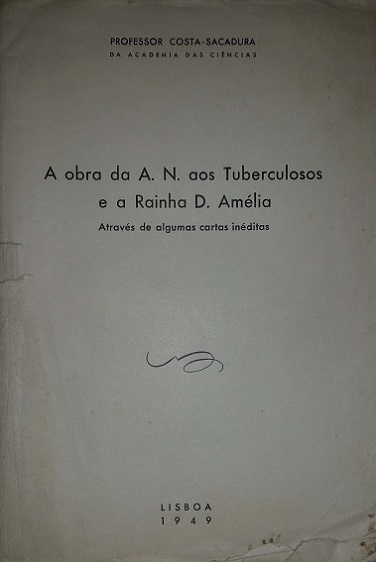 PROFESSOR COSTA-SACADURA
DA ACADEMIA DAS CIÊNCIAS
A obra da A. N. aos Tuberculosos
e a Rainha D. Amélia
Através de algumas cartas inéditas
LISBOA
1949